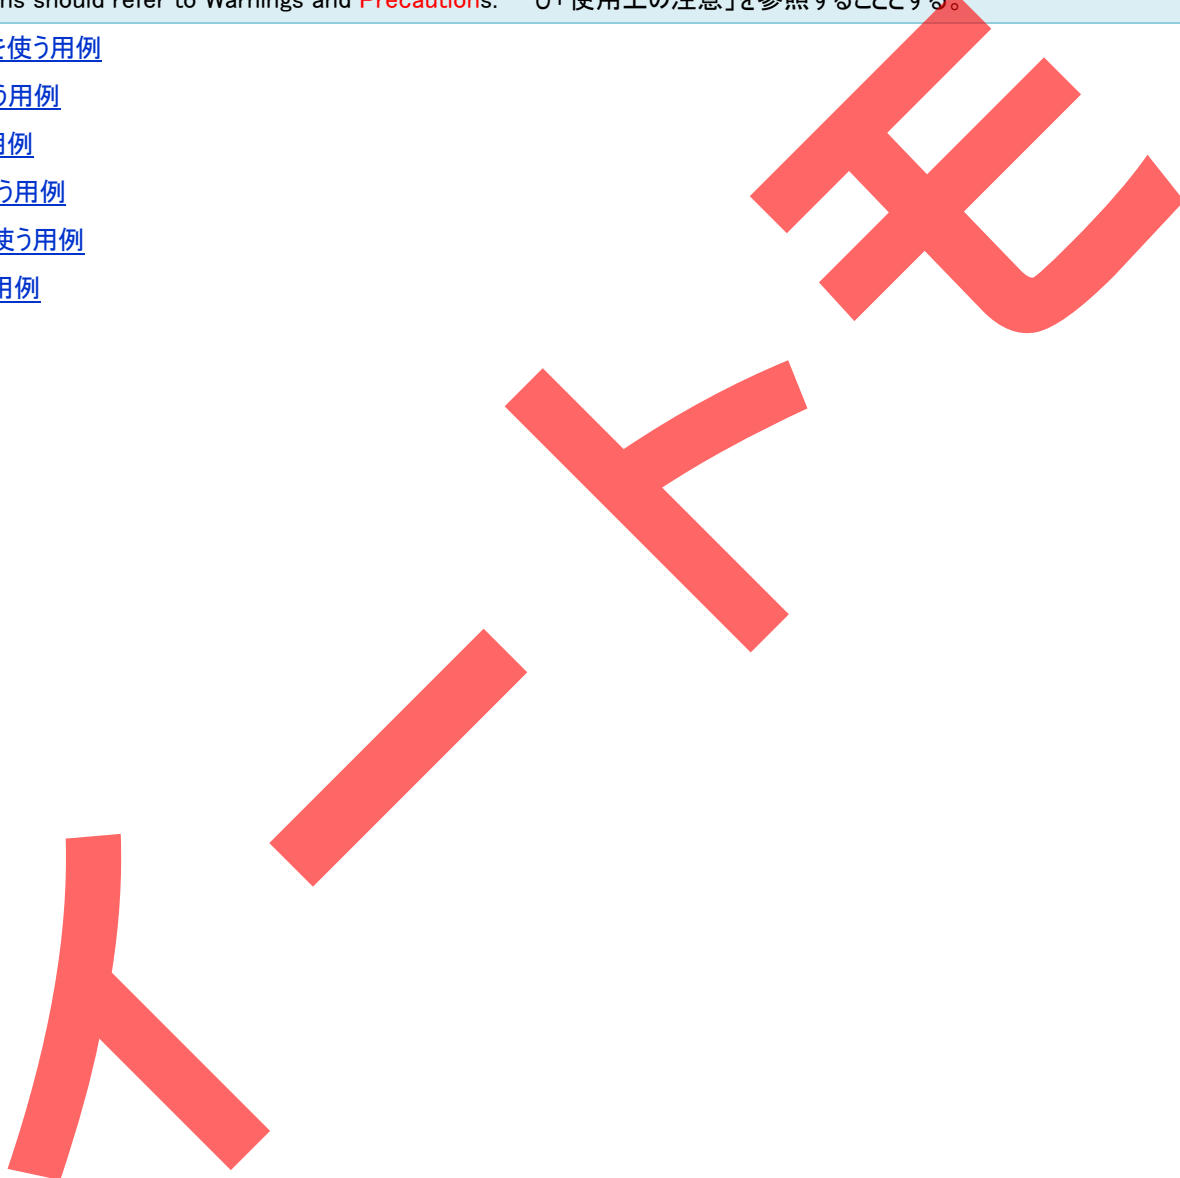 ns should refer to Warnings and Precautions. び「使用上の注意」を参照することとする。
を使う用例
う用例
用例
う用例
使う用例
用例
イートモ